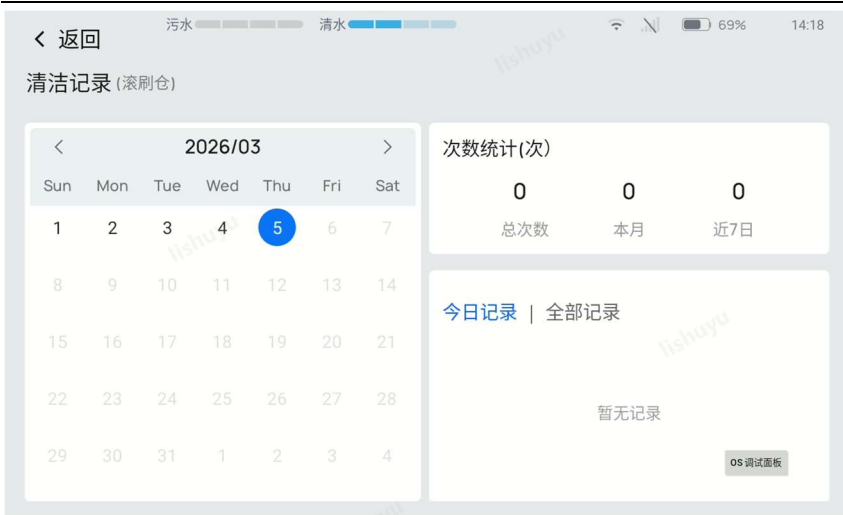 返回 污水 清水 69% 14:18
清洁记录 (滚刷仓)
2026/03
Sun Mon Tue Wed Thu Fri Sat
1 2 3 4 5 6 7
8 9 10 11 12 13 14
15 16 17 18 19 20 21
22 23 24 25 26 27 28
29 30 31 1 2 3 4
次数统计(次)
0 0 0
总次数 本月 近7日
今日记录 | 全部记录
暂无记录
OS 调试面板
lishuyu
lishuyu
lishuyu